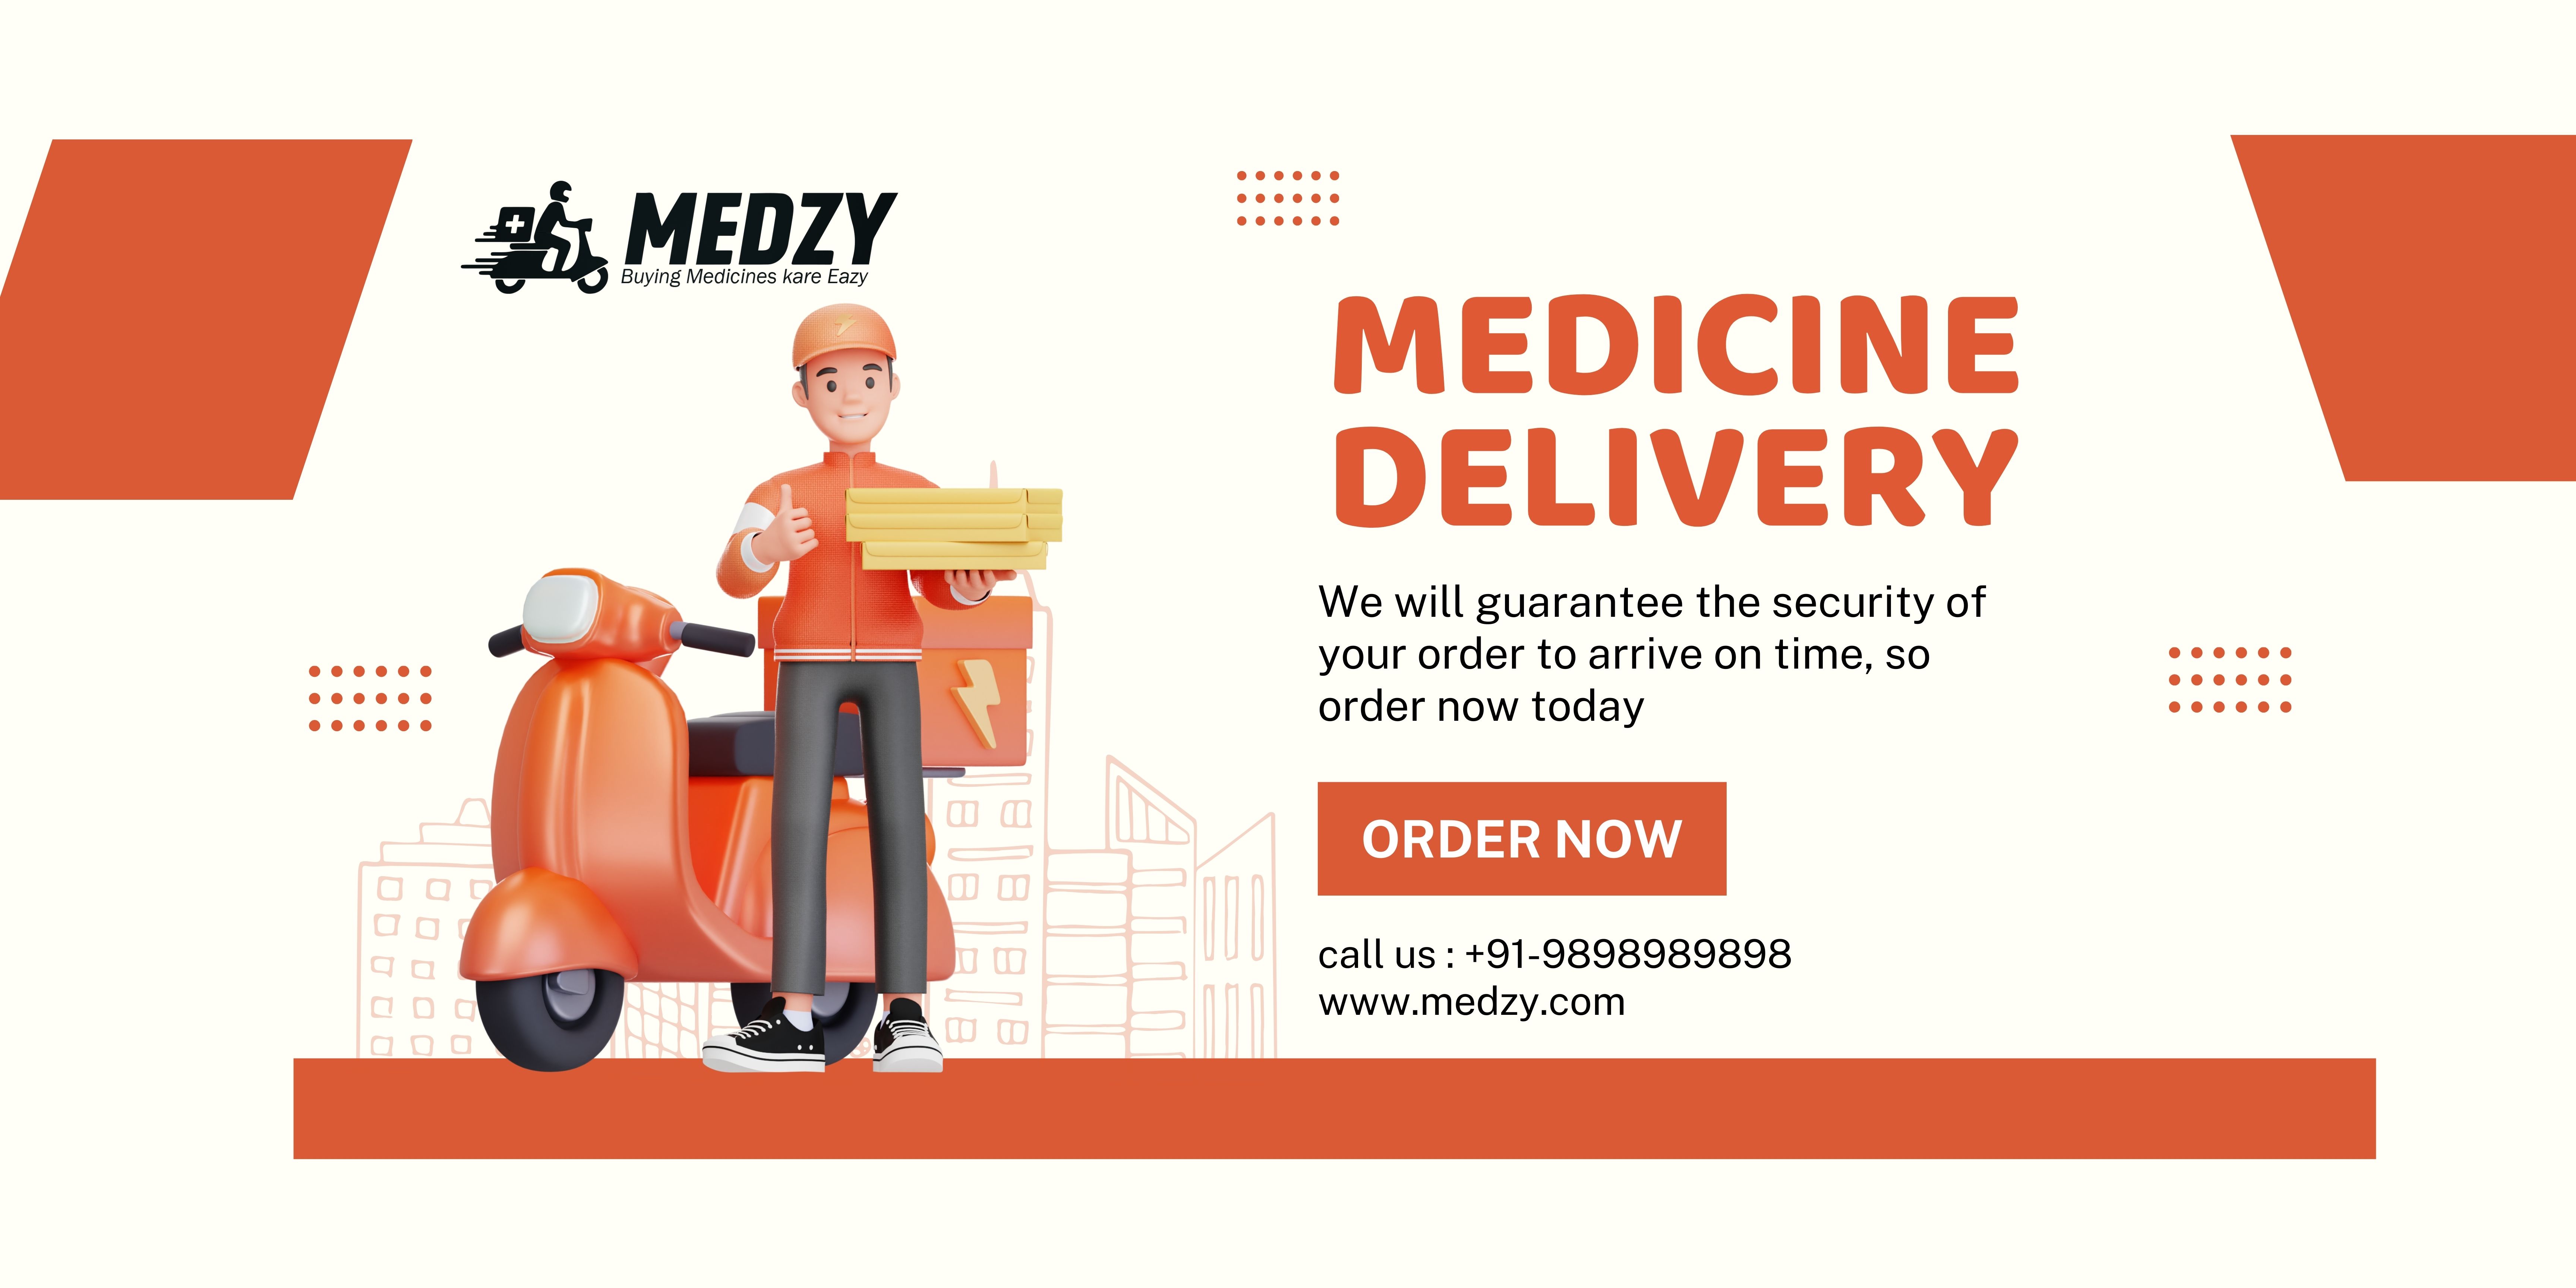 MEDZY
Buying Medicines kare Eazy
MEDICINE
DELIVERY
We will guarantee the security of
your order to arrive on time, so
order now today
ORDER NOW
call us : +91-9898989898
www.medzy.com